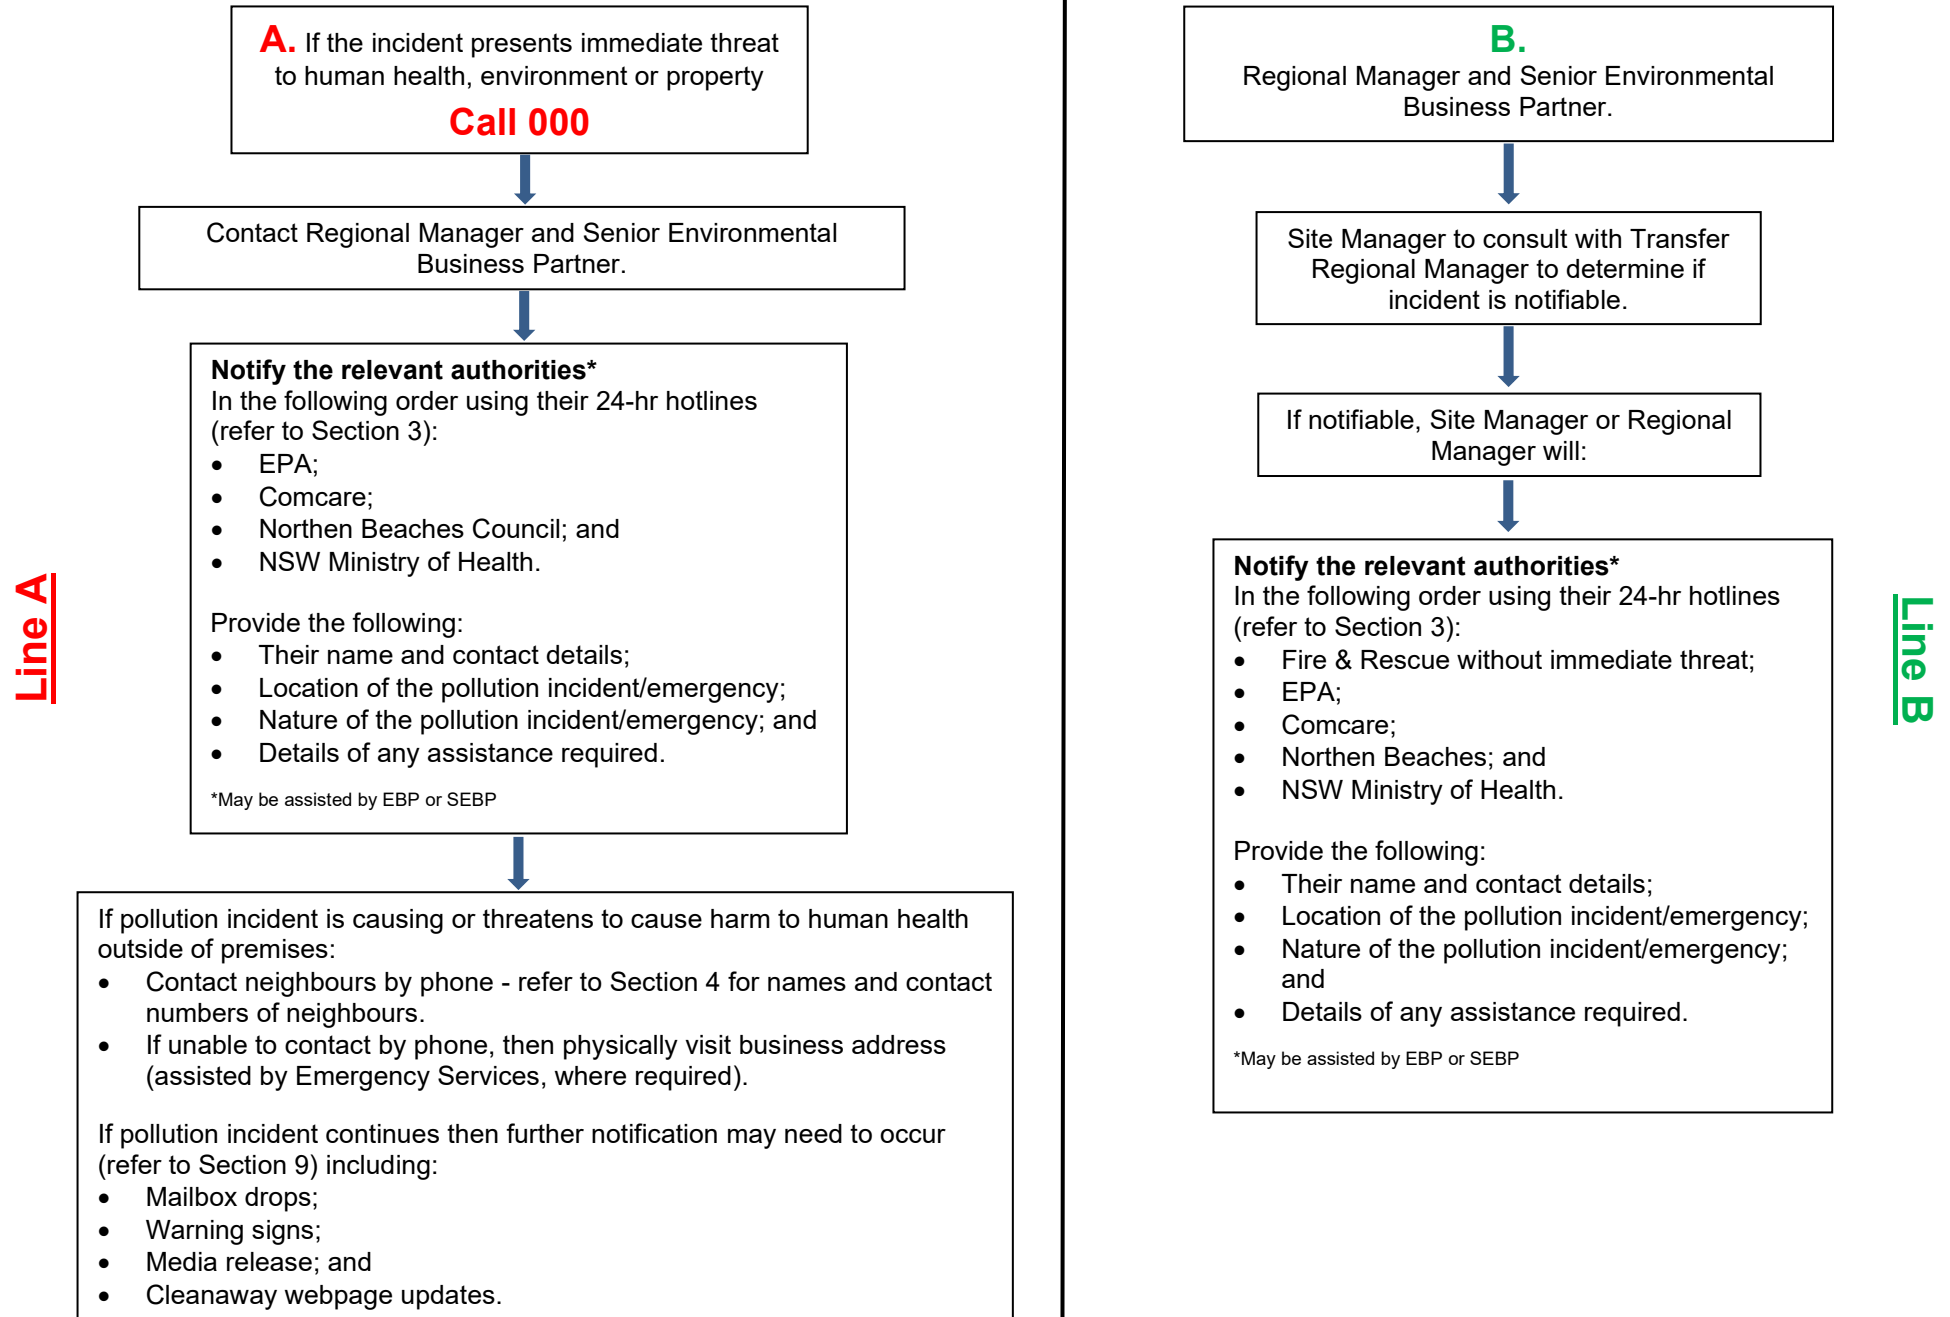 A. If the incident presents immediate threat
to human health, environment or property
Call 000
Contact Regional Manager and Senior Environmental
Business Partner.
Notify the relevant authorities*
In the following order using their 24-hr hotlines
(refer to Section 3):
• EPA;
• Comcare;
• Northen Beaches Council; and
• NSW Ministry of Health.
Provide the following:
• Their name and contact details;
• Location of the pollution incident/emergency;
• Nature of the pollution incident/emergency; and
• Details of any assistance required.
*May be assisted by EBP or SEBP
If pollution incident is causing or threatens to cause harm to human health
outside of premises:
• Contact neighbours by phone - refer to Section 4 for names and contact
numbers of neighbours.
• If unable to contact by phone, then physically visit business address
(assisted by Emergency Services, where required).
If pollution incident continues then further notification may need to occur
(refer to Section 9) including:
• Mailbox drops;
• Warning signs;
• Media release; and
• Cleanaway webpage updates.
Line A
B.
Regional Manager and Senior Environmental
Business Partner.
Site Manager to consult with Transfer
Regional Manager to determine if
incident is notifiable.
If notifiable, Site Manager or Regional
Manager will:
Notify the relevant authorities*
In the following order using their 24-hr hotlines
(refer to Section 3):
• Fire & Rescue without immediate threat;
• EPA;
• Comcare;
• Northen Beaches; and
• NSW Ministry of Health.
Provide the following:
• Their name and contact details;
• Location of the pollution incident/emergency;
• Nature of the pollution incident/emergency;
and
• Details of any assistance required.
*May be assisted by EBP or SEBP
Line B